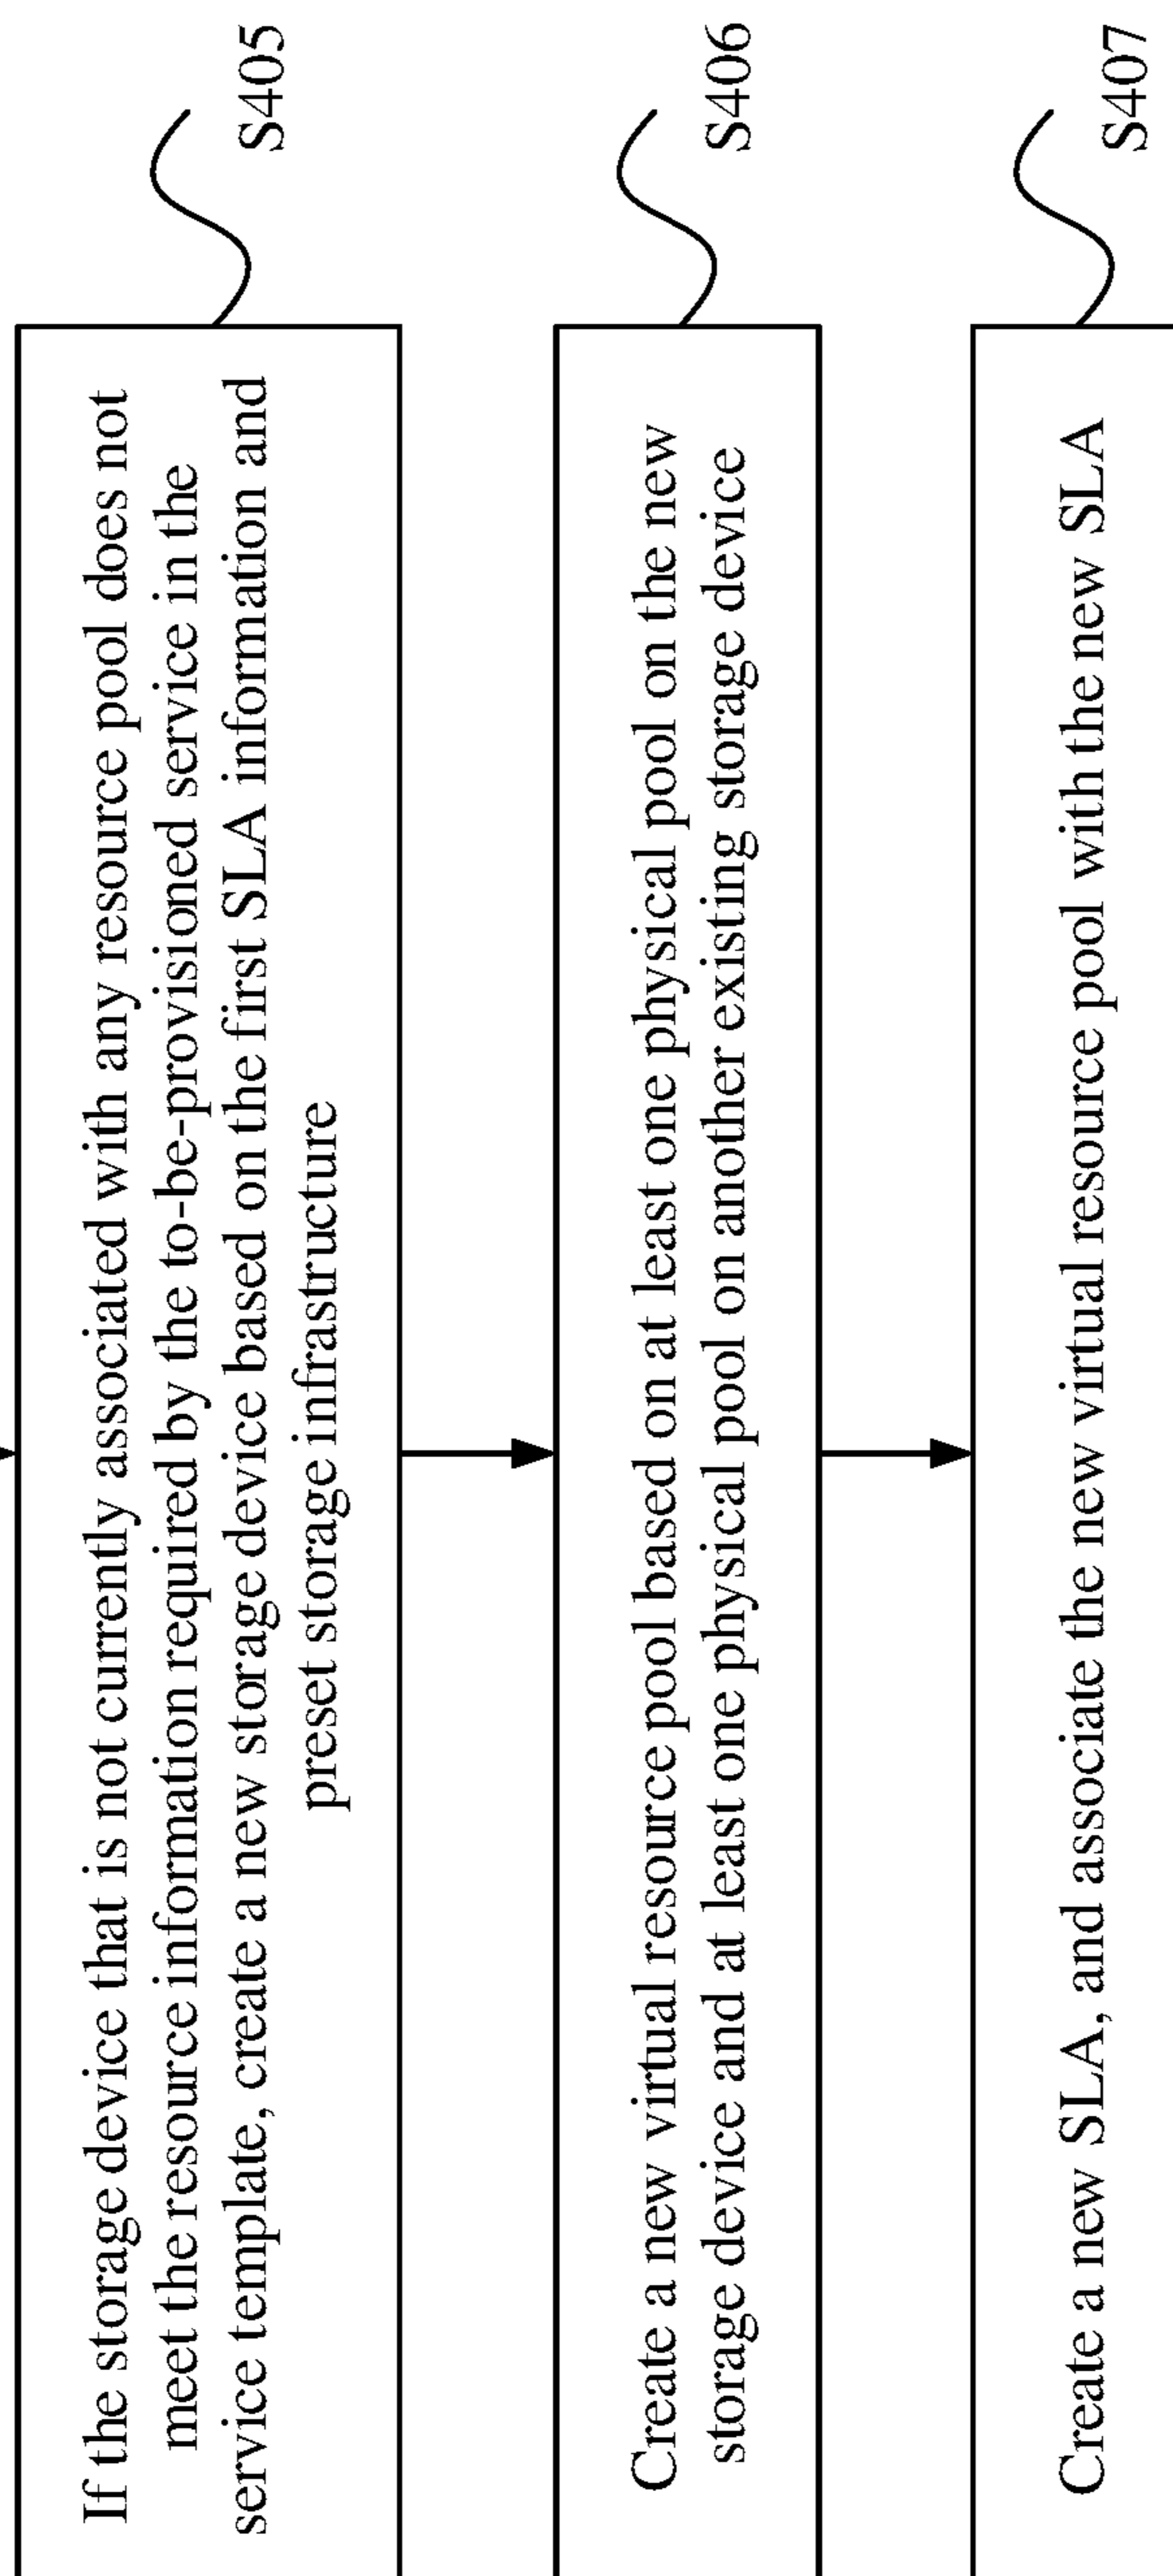 If the storage device that is not currently associated with any resource pool does not
meet the resource information required by the to-be-provisioned service in the
service template, create a new storage device based on the first SLA information and
preset storage infrastructure
S405
Create a new virtual resource pool based on at least one physical pool on the new
storage device and at least one physical pool on another existing storage device
S406
Create a new SLA, and associate the new virtual resource pool with the new SLA
S407